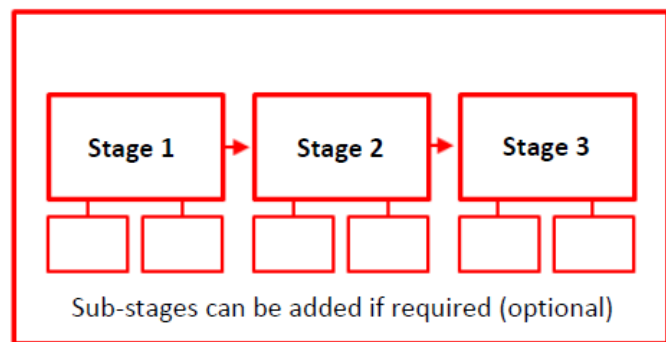 Stage 1
Stage 2
Stage 3
Sub-stages can be added if required (optional)